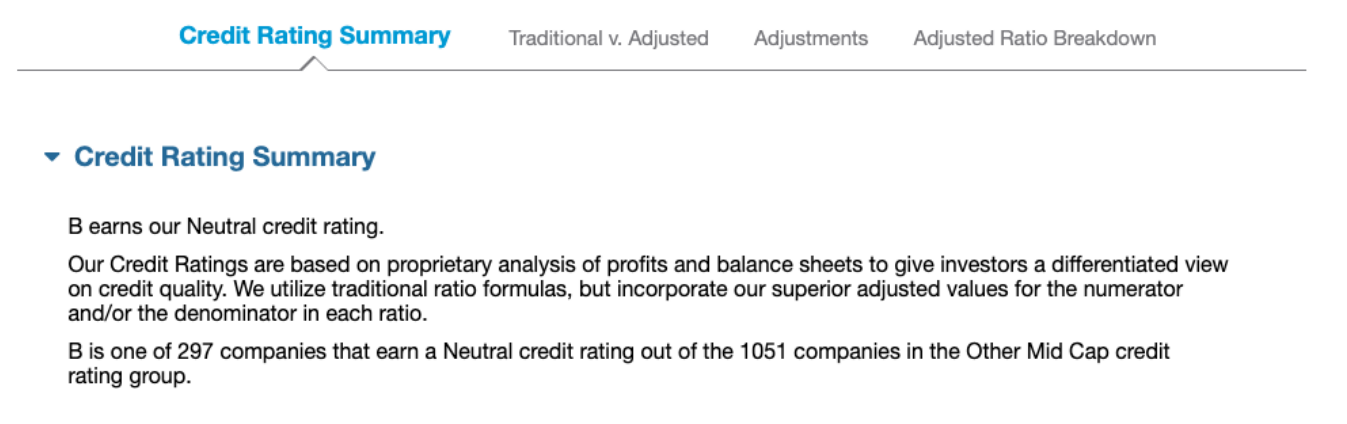 Credit Rating Summary Traditional v. Adjusted Adjustments Adjusted Ratio Breakdown
Credit Rating Summary
B earns our Neutral credit rating.
Our Credit Ratings are based on proprietary analysis of profits and balance sheets to give investors a differentiated view
on credit quality. We utilize traditional ratio formulas, but incorporate our superior adjusted values for the numerator
and/or the denominator in each ratio.
B is one of 297 companies that earn a Neutral credit rating out of the 1051 companies in the Other Mid Cap credit
rating group.